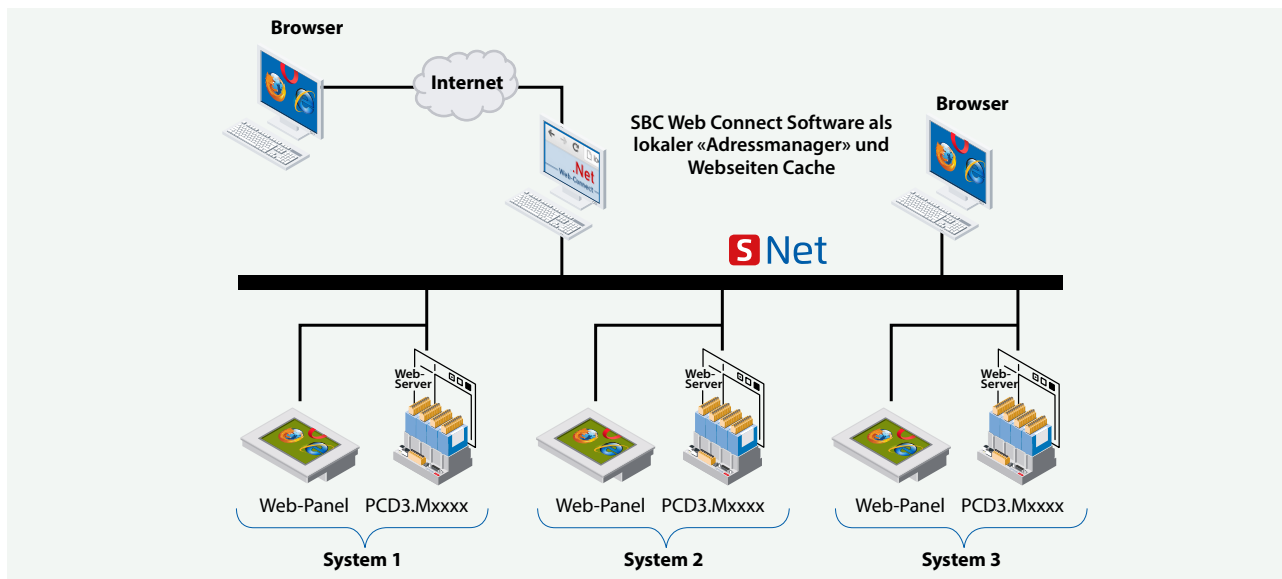 Browser
Internet
SBC Web Connect Software als
lokaler «Adressmanager» und
Webseiten Cache
Browser
.Net
Web-Connect
S Net
Web-
Server
Web-
Server
Web-
Server
Web-Panel PCD3.Mxxxx
Web-Panel PCD3.Mxxxx
Web-Panel PCD3.Mxxxx
System 1
System 2
System 3